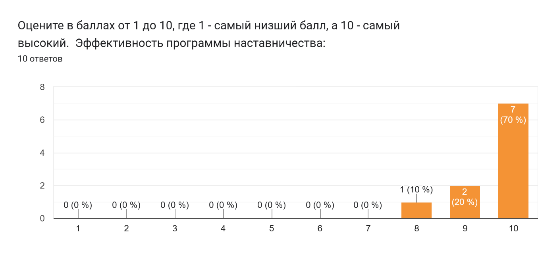 Оцените в баллах от 1 до 10, где 1 - самый низший балл, а 10 - самый
высокий.  Эффективность программы наставничества:
10 ответов
8
6
4
2
0
0 (0 %)
0 (0 %)
0 (0 %)
0 (0 %)
0 (0 %)
0 (0 %)
0 (0 %)
1 (10 %)
2
(20 %)
7
(70 %)
1 2 3 4 5 6 7 8 9 10